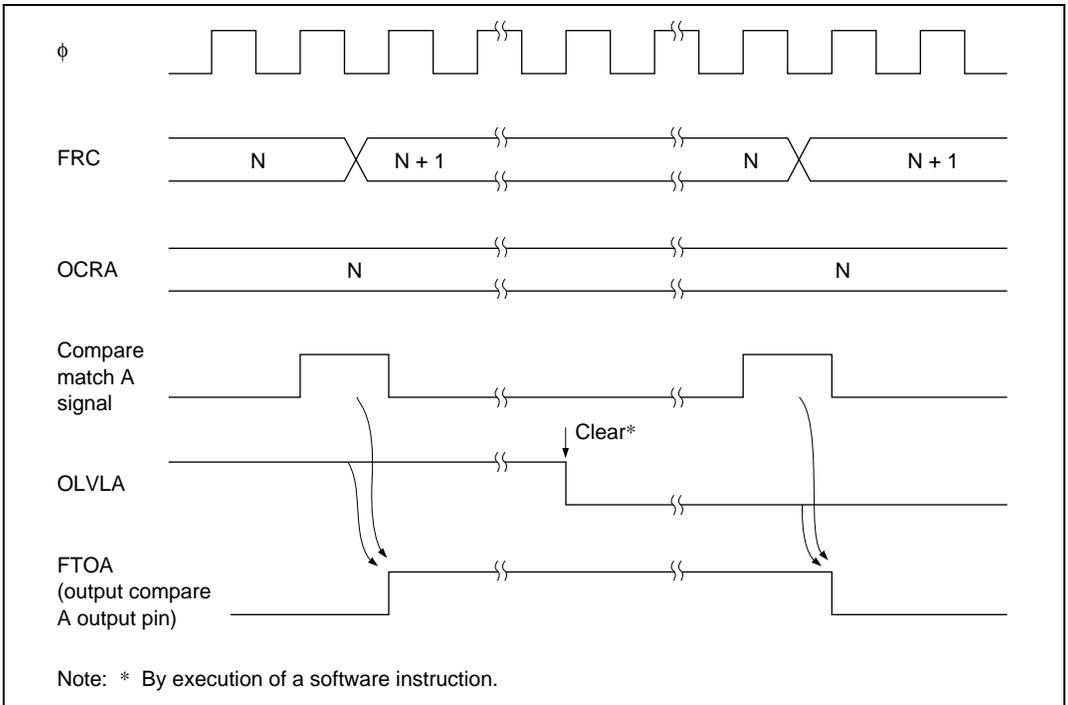 ϕ
FRC
N
N + 1
N
N + 1
OCRA
N
N
Compare
match A
signal
Clear*
OLVLA
FTOA
(output compare
A output pin)
Note: * By execution of a software instruction.